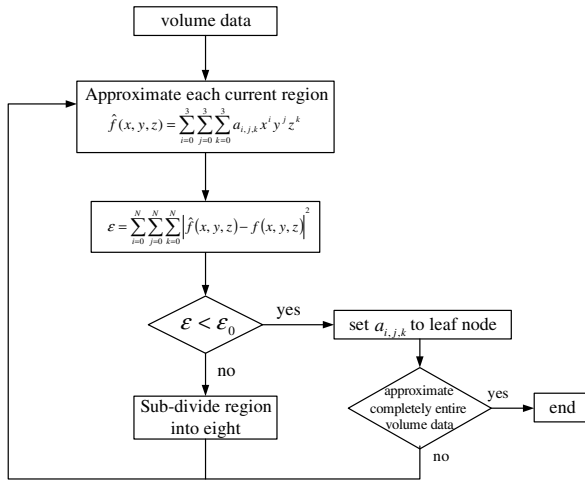 volume data
Approximate each current region
f̂(x, y, z) = ∑_{i=0}^{3} ∑_{j=0}^{3} ∑_{k=0}^{3} a_{i,j,k} x^i y^j z^k
ε = ∑_{i=0}^{N} ∑_{j=0}^{N} ∑_{k=0}^{N} |f̂(x, y, z) − f(x, y, z)|^2
ε < ε_0
yes
set a_{i,j,k} to leaf node
no
Sub-divide region
into eight
approximate
completely entire
volume data
yes
end
no